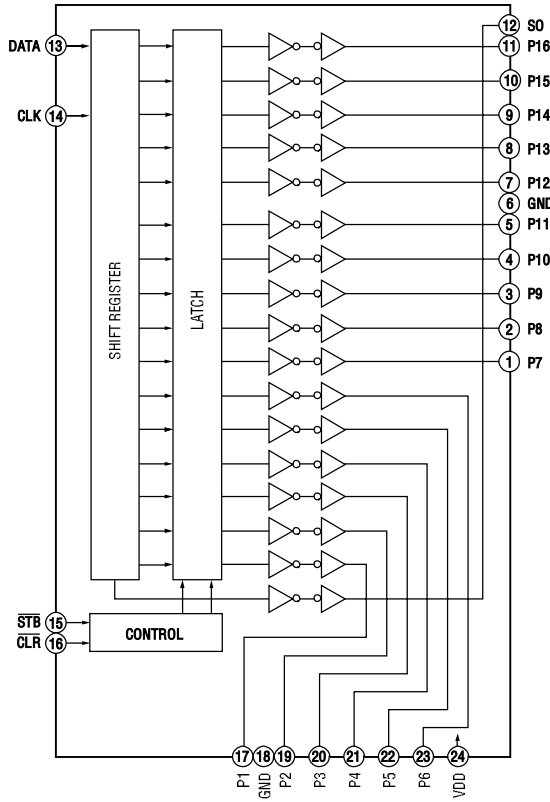 12 SO
DATA 13
11 P16
10 P15
CLK 14
9 P14
8 P13
7 P12
6 GND
5 P11
4 P10
SHIFT REGISTER
LATCH
3 P9
2 P8
1 P7
STB 15
CLR 16
CONTROL
17 18 19 20 21 22 23 24
P1 GND P2 P3 P4 P5 P6 VDD